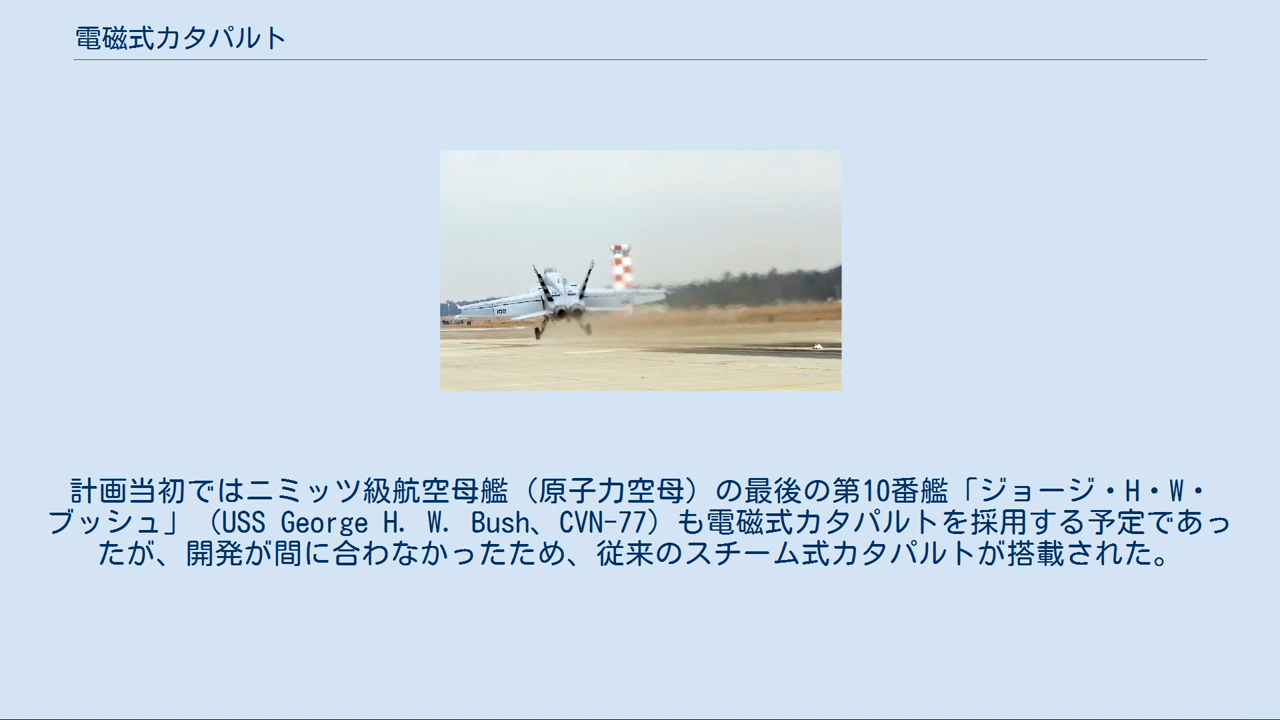 電磁式カタパルト
計画当初ではニミッツ級航空母艦（原子力空母）の最後の第10番艦「ジョージ・H・W・
ブッシュ」（USS George H. W. Bush、CVN-77）も電磁式カタパルトを採用する予定であっ
たが、開発が間に合わなかったため、従来のスチーム式カタパルトが搭載された。